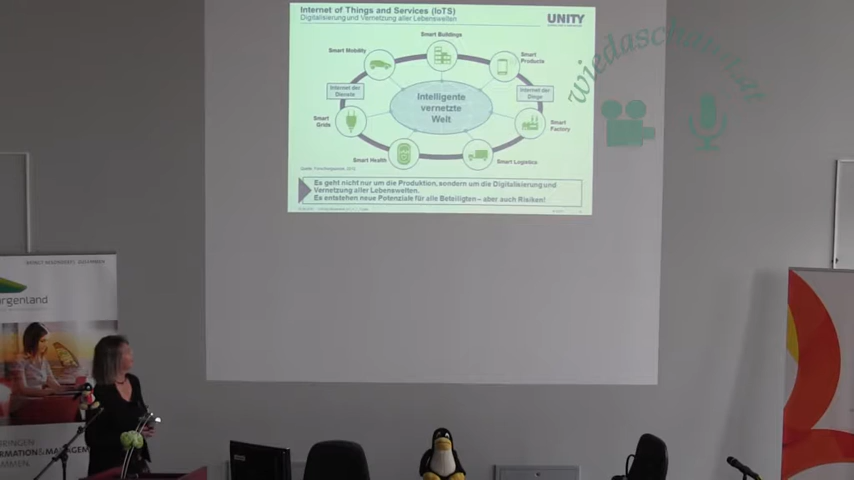 Internet of Things and Services (IoTS)
Digitalisierung und Vernetzung aller Lebenswelten
UNITY
Smart Buildings
Smart Mobility
Smart
Products
Internet der
Dienste
Internet der
Dinge
Intelligente
vernetzte
Welt
Smart
Grids
Smart
Factory
Smart Health
Smart Logistics
Es geht nicht nur um die Produktion, sondern um die Digitalisierung und
Vernetzung aller Lebenswelten.
Es entstehen neue Potenziale für alle Beteiligten – aber auch Risiken!
wiedaschittert.at